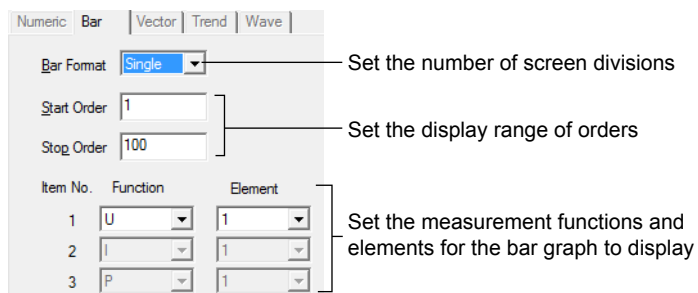 Numeric Bar Vector Trend Wave
Bar Format Single Set the number of screen divisions
Start Order 1
Set the display range of orders
Stop Order 100
Item No. Function Element
1 U 1
Set the measurement functions and
2 I 1
elements for the bar graph to display
3 P 1